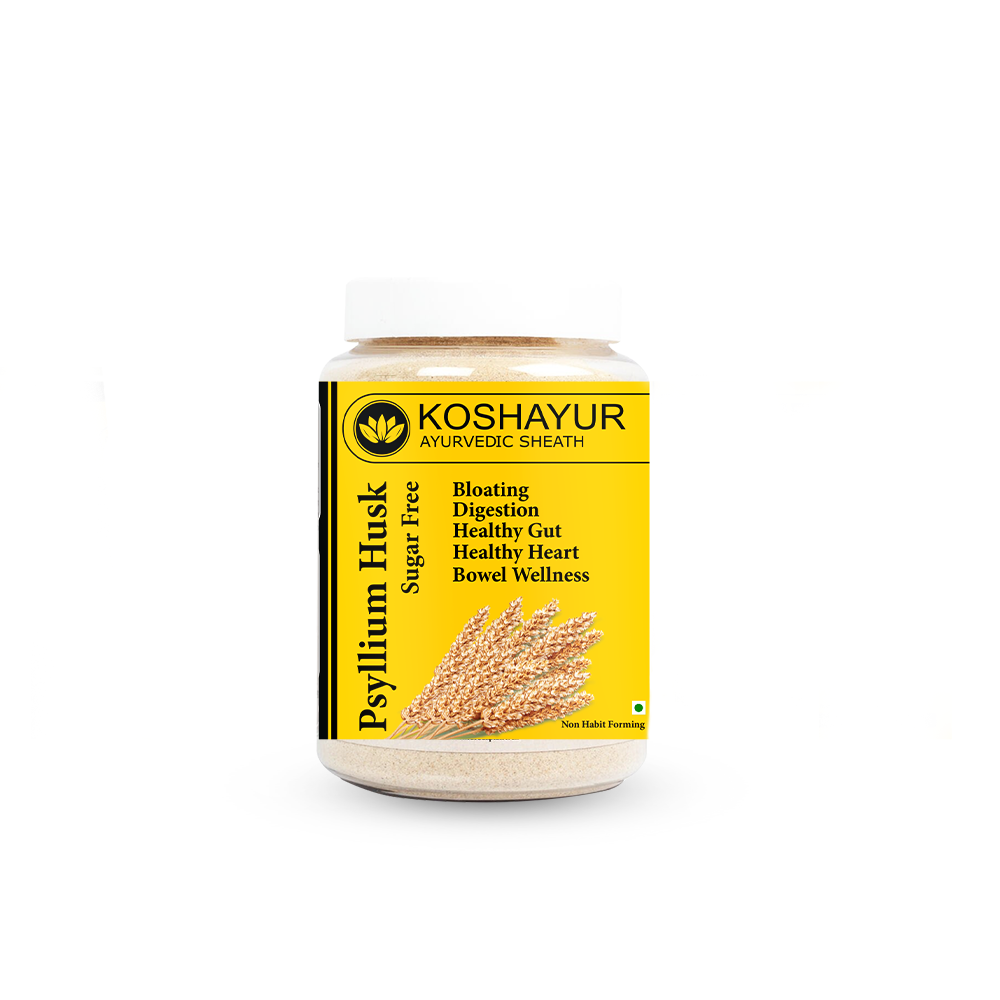 KOSHAYUR
AYURVEDIC SHEATH
Psyllium Husk
Sugar Free
Bloating
Digestion
Healthy Gut
Healthy Heart
Bowel Wellness
Non Habit Forming